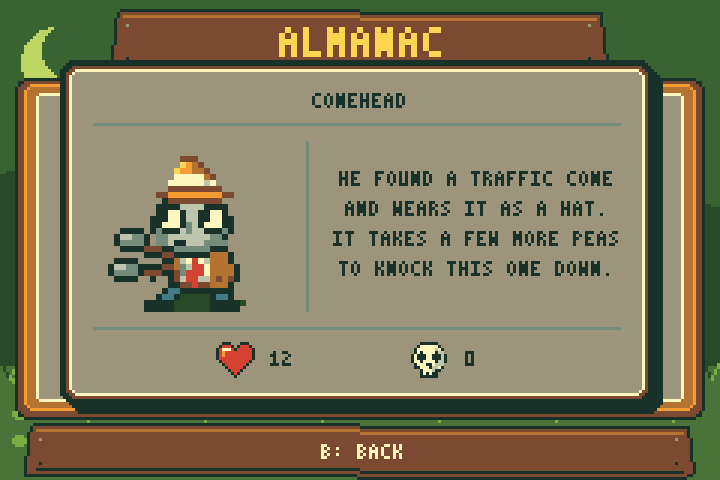 ALMANAC
CONEHEAD
HE FOUND A TRAFFIC CONE
AND WEARS IT AS A HAT.
IT TAKES A FEW MORE PEAS
TO KNOCK THIS ONE DOWN.
12
0
B: BACK